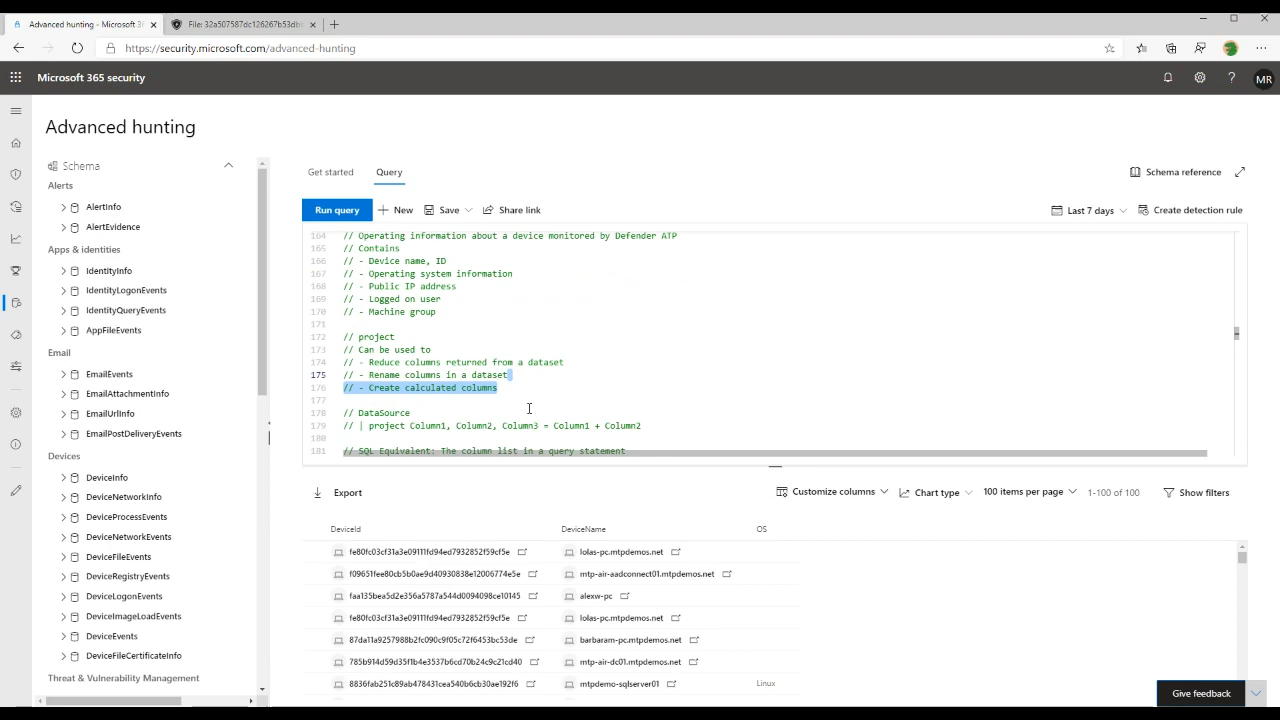 Advanced hunting - Microsoft 36
File: 32a507587dc126267b53db
https://security.microsoft.com/advanced-hunting
Microsoft 365 security
MR
Advanced hunting
Schema
Alerts
AlertInfo
AlertEvidence
Apps & identities
IdentityInfo
IdentityLogonEvents
IdentityQueryEvents
AppFileEvents
Email
EmailEvents
EmailAttachmentInfo
EmailUrlInfo
EmailPostDeliveryEvents
Devices
DeviceInfo
DeviceNetworkInfo
DeviceProcessEvents
DeviceNetworkEvents
DeviceFileEvents
DeviceRegistryEvents
DeviceLogonEvents
DeviceImageLoadEvents
DeviceEvents
DeviceFileCertificateInfo
Threat & Vulnerability Management
Get started Query
Schema reference
Run query New Save Share link
Last 7 days Create detection rule
164 // Operating information about a device monitored by Defender ATP
165 // Contains
166 // - Device name, ID
167 // - Operating system information
168 // - Public IP address
169 // - Logged on user
170 // - Machine group
171
172 // project
173 // Can be used to
174 // - Reduce columns returned from a dataset
175 // - Rename columns in a dataset
176 // - Create calculated columns
177
178 // DataSource
179 // | project Column1, Column2, Column3 = Column1 + Column2
180
181 // SQL Equivalent: The column list in a query statement
Export
Customize columns Chart type 100 items per page 1-100 of 100 Show filters
DeviceId DeviceName OS
fe80fc03cf31a3e09111fd94ed7932852f59cf5e lolas-pc.mtpdemos.net
f09651fee80cb5b0ae9d40930838e12006774e5e mtp-air-aadconnect01.mtpdemos.net
faa135bea5d2e356a5787a544d0094098ce10145 alexw-pc
fe80fc03cf31a3e09111fd94ed7932852f59cf5e lolas-pc.mtpdemos.net
87da11a9257988b2fc090c9f05c72f6453bc53de barbaram-pc.mtpdemos.net
785b914d59d35f1b4e3537b6cd70b24c9c21cd40 mtp-air-dc01.mtpdemos.net
8836fab251c89ab478431cea540b6cb30ae192f6 mtpdemo-sqlserver01 Linux
Give feedback